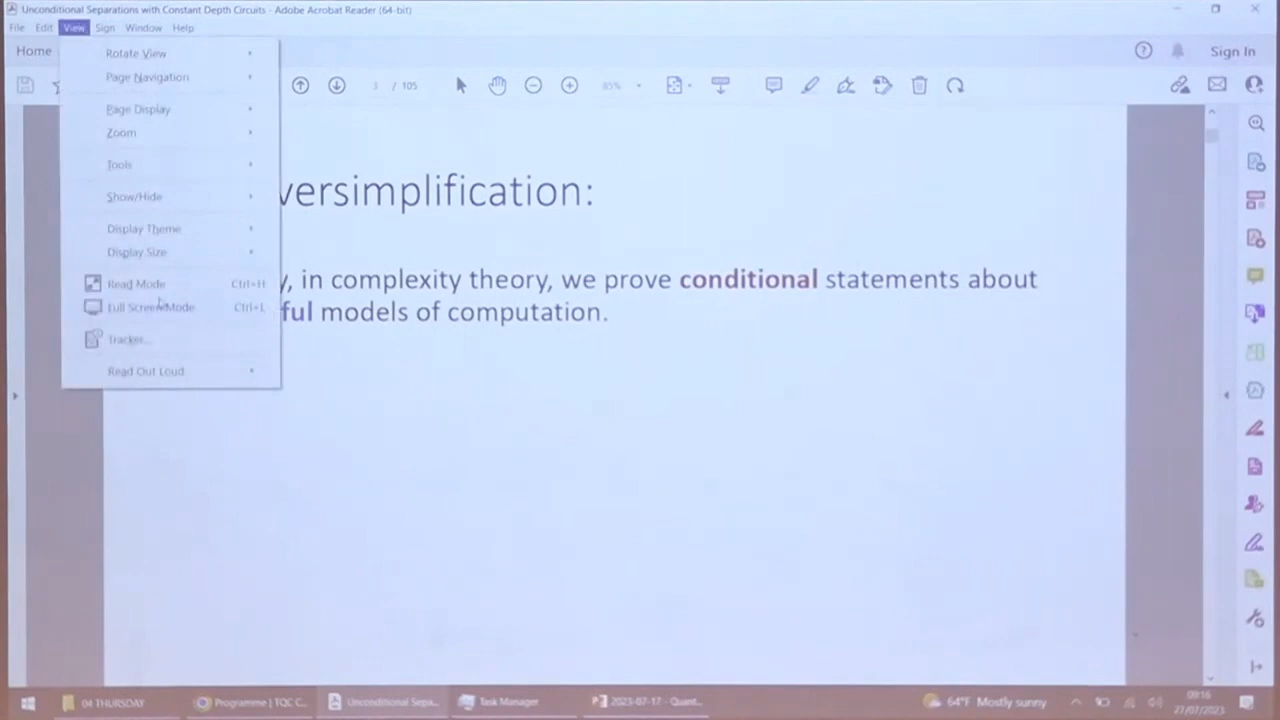 Unconditional Separations with Constant Depth Circuits - Adobe Acrobat Reader (64-bit)
File Edit View Sign Window Help
Home
Sign In
3 / 105
85%
Rotate View
Page Navigation
Page Display
Zoom
Tools
Show/Hide
Display Theme
Display Size
Read Mode Ctrl+H
Full Screen Mode Ctrl+L
Tracker...
Read Out Loud
versimplification:
y, in complexity theory, we prove conditional statements about
ful models of computation.
04 THURSDAY
Programme | TQC C...
Unconditional Sepa...
Task Manager
2023-07-17 - Quant...
64°F Mostly sunny
09:16
27/07/2023